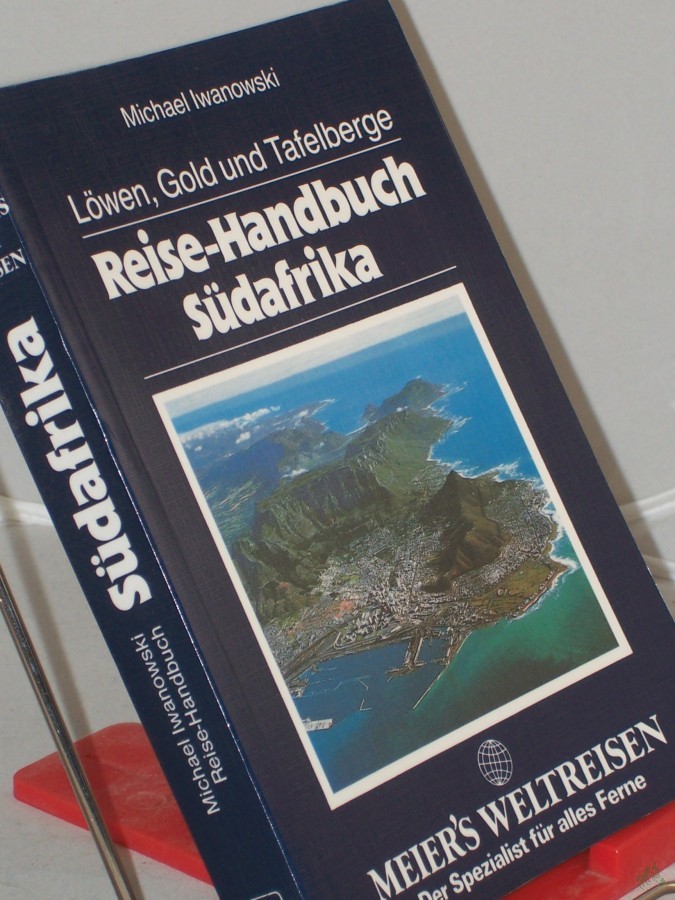 Michael Iwanowski
Löwen, Gold und Tafelberge
Reise-Handbuch
Südafrika
MEIER'S WELTREISEN
Der Spezialist für alles Ferne
Südafrika
Michael Iwanowski
Reise-Handbuch